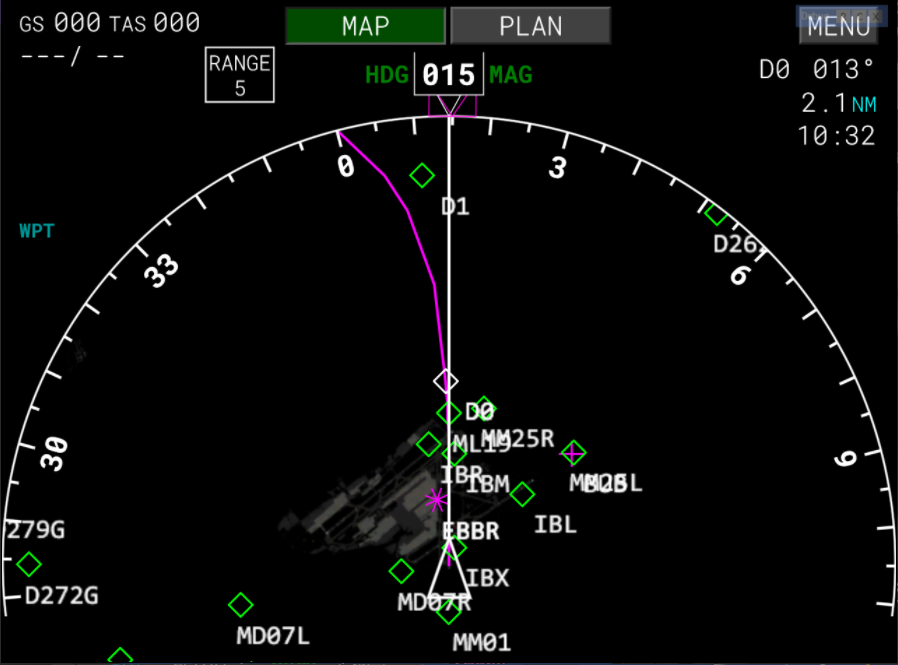 GS 000 TAS 000
MAP
PLAN
MENU
---/ --
RANGE
5
HDG 015 MAG
D0 013°
2.1NM
10:32
0
3
D1
WPT
D26
33
6
D0
MM25R
ML19
30
9
IBR
IBM
279G
IBL
EBBR
D272G
IBX
MD07R
MD07L
MM01